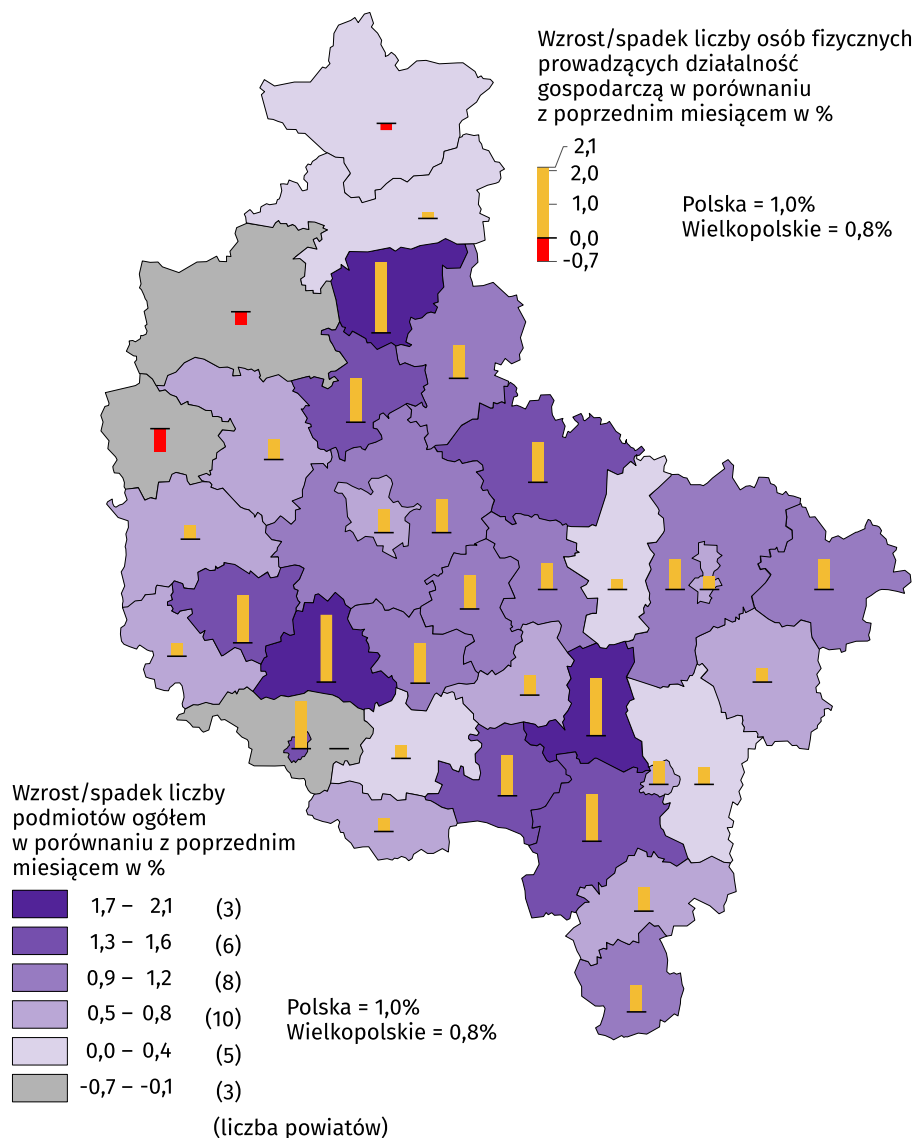 Wzrost/spadek liczby osób fizycznych
prowadzących działalność
gospodarczą w porównaniu
z poprzednim miesiącem w %
2,1
2,0
1,0
0,0
-0,7
Polska = 1,0%
Wielkopolskie = 0,8%
Wzrost/spadek liczby
podmiotów ogółem
w porównaniu z poprzednim
miesiącem w %
1,7 – 2,1 (3)
1,3 – 1,6 (6)
0,9 – 1,2 (8)
0,5 – 0,8 (10)
0,0 – 0,4 (5)
-0,7 – -0,1 (3)
(liczba powiatów)
Polska = 1,0%
Wielkopolskie = 0,8%